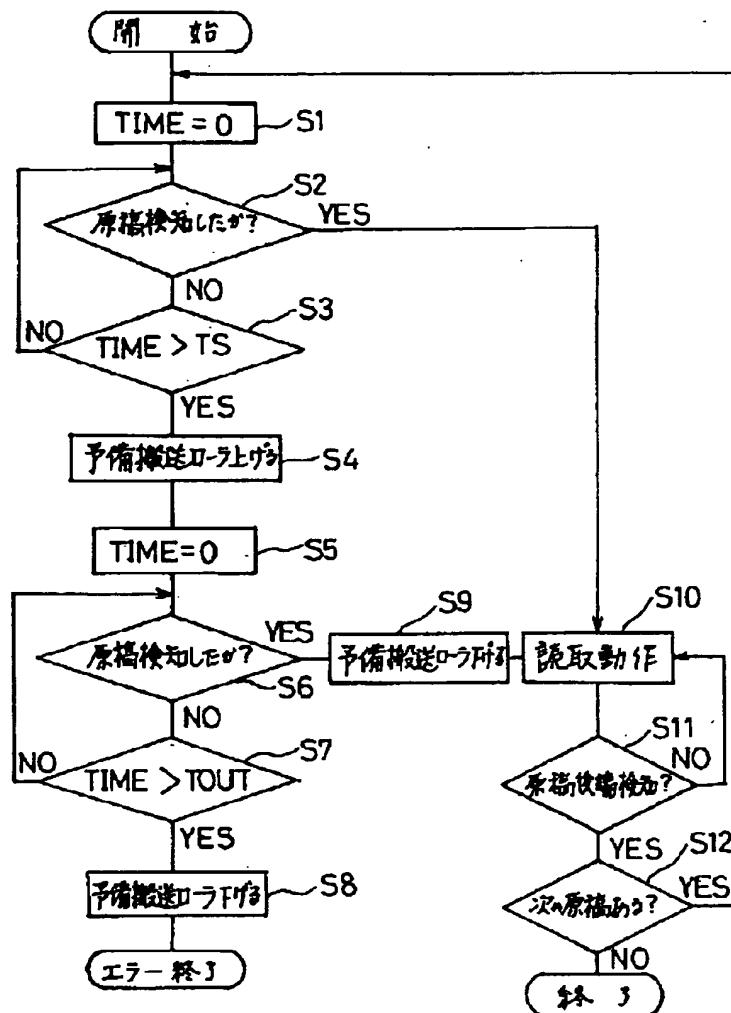 開 始
TIME=0 S1
S2
原稿検知したか? YES
NO
S3
NO TIME>TS
YES
予備搬送ローラ上げる S4
TIME=0 S5
原稿検知したか? YES
S6
S9
予備搬送ローラ下げる
S10
読取動作
NO
S7
NO TIME>TOUT
YES
予備搬送ローラ下げる S8
エラー終了
S11
原稿後端検知? NO
YES
S12
次の原稿ある? YES
NO
終 了